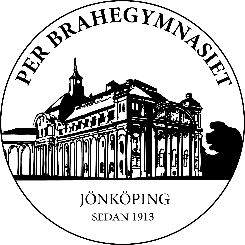 PER BRAHEGYMNASIET
JÖNKÖPING
SEDAN 1913